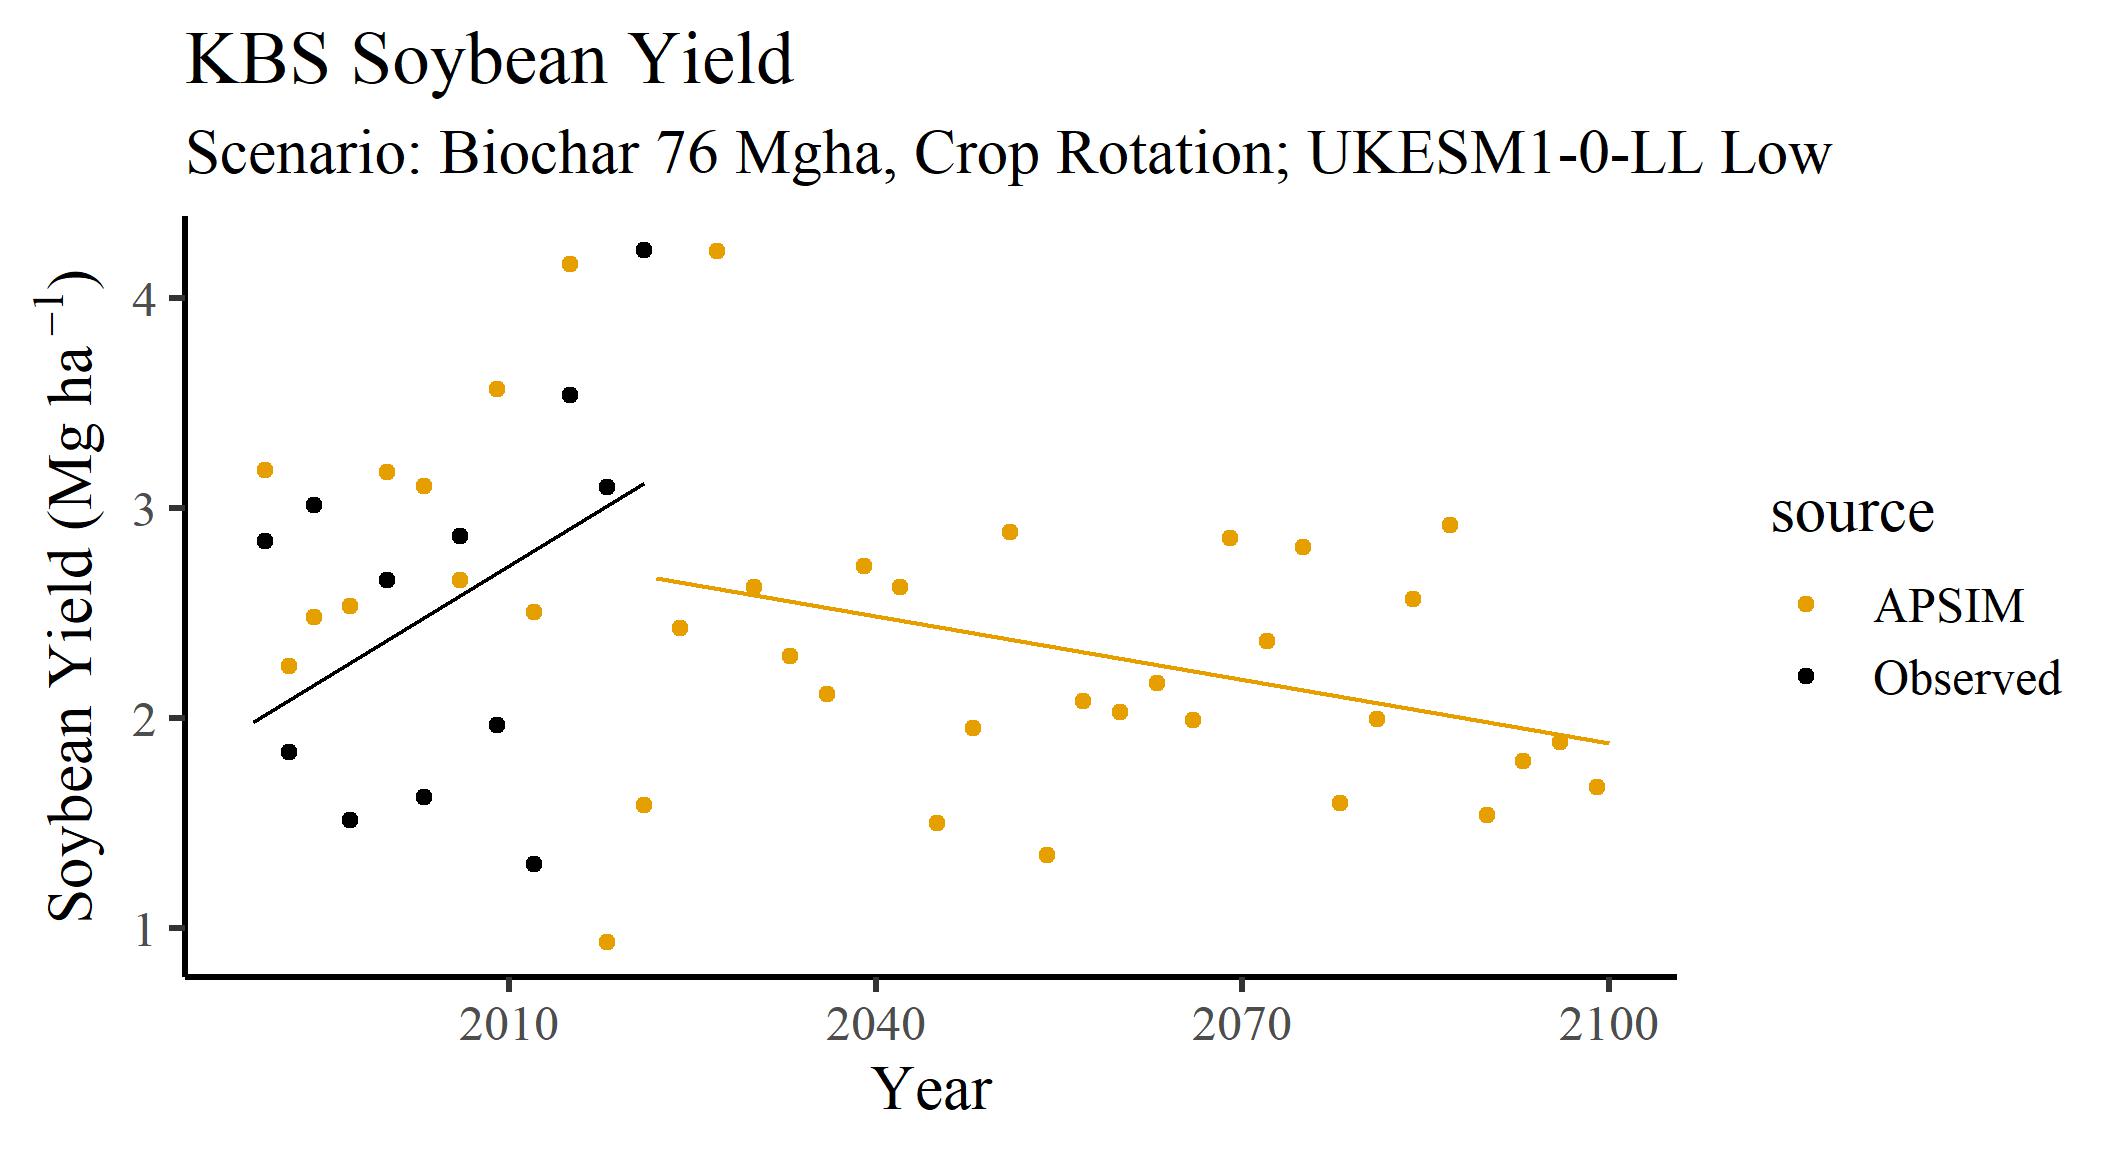 KBS Soybean Yield
Scenario: Biochar 76 Mgha, Crop Rotation; UKESM1-0-LL Low
Soybean Yield (Mg ha −1)
4
3
2
1
2010
2040
2070
2100
Year
source
APSIM
Observed